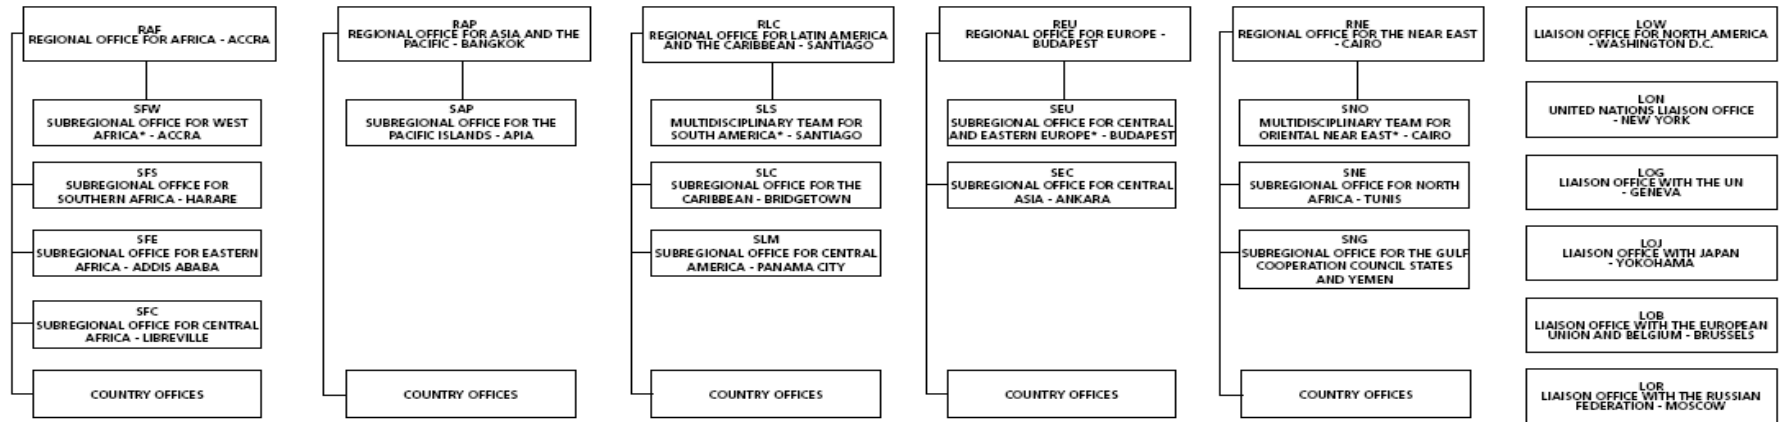 RAF
REGIONAL OFFICE FOR AFRICA - ACCRA
SFW
SUBREGIONAL OFFICE FOR WEST
AFRICA* - ACCRA
SFS
SUBREGIONAL OFFICE FOR
SOUTHERN AFRICA - HARARE
SFE
SUBREGIONAL OFFICE FOR EASTERN
AFRICA - ADDIS ABABA
SFC
SUBREGIONAL OFFICE FOR CENTRAL
AFRICA - LIBREVILLE
COUNTRY OFFICES
RAP
REGIONAL OFFICE FOR ASIA AND THE
PACIFIC - BANGKOK
SAP
SUBREGIONAL OFFICE FOR THE
PACIFIC ISLANDS - APIA
COUNTRY OFFICES
RLC
REGIONAL OFFICE FOR LATIN AMERICA
AND THE CARIBBEAN - SANTIAGO
SLS
MULTIDISCIPLINARY TEAM FOR
SOUTH AMERICA* - SANTIAGO
SLC
SUBREGIONAL OFFICE FOR THE
CARIBBEAN - BRIDGETOWN
SLM
SUBREGIONAL OFFICE FOR CENTRAL
AMERICA - PANAMA CITY
COUNTRY OFFICES
REU
REGIONAL OFFICE FOR EUROPE -
BUDAPEST
SEU
SUBREGIONAL OFFICE FOR CENTRAL
AND EASTERN EUROPE* - BUDAPEST
SEC
SUBREGIONAL OFFICE FOR CENTRAL
ASIA - ANKARA
COUNTRY OFFICES
RNE
REGIONAL OFFICE FOR THE NEAR EAST
- CAIRO
SNO
MULTIDISCIPLINARY TEAM FOR
ORIENTAL NEAR EAST* - CAIRO
SNE
SUBREGIONAL OFFICE FOR NORTH
AFRICA - TUNIS
SNG
SUBREGIONAL OFFICE FOR THE GULF
COOPERATION COUNCIL STATES
AND YEMEN
COUNTRY OFFICES
LOW
LIAISON OFFICE FOR NORTH AMERICA
- WASHINGTON D.C.
LON
UNITED NATIONS LIAISON OFFICE
- NEW YORK
LOG
LIAISON OFFICE WITH THE UN
- GENEVA
LOJ
LIAISON OFFICE WITH JAPAN
- YOKOHAMA
LOB
LIAISON OFFICE WITH THE EUROPEAN
UNION AND BELGIUM - BRUSSELS
LOR
LIAISON OFFICE WITH THE RUSSIAN
FEDERATION - MOSCOW